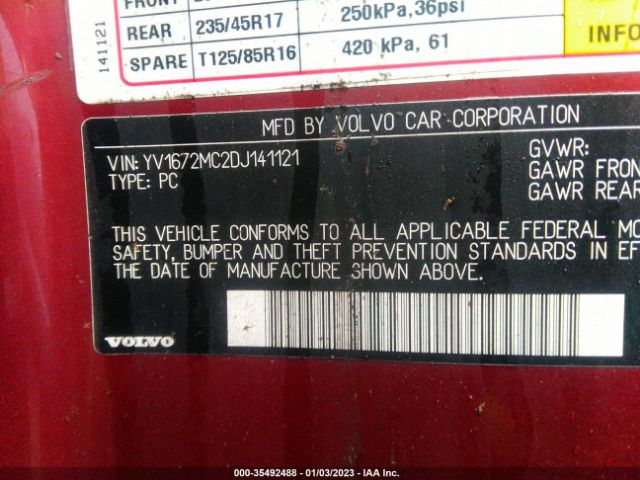 FRONT
REAR 235/45R17 250kPa,36psi
SPARE T125/85R16 420 kPa, 61
INFO
141121
MFD BY VOLVO CAR CORPORATION
VIN: YV1672MC2DJ141121
TYPE: PC
GVWR:
GAWR FRON
GAWR REAR
THIS VEHICLE CONFORMS TO ALL APPLICABLE FEDERAL MO
SAFETY, BUMPER AND THEFT PREVENTION STANDARDS IN EF
THE DATE OF MANUFACTURE SHOWN ABOVE.
VOLVO
000-35492488 - 01/03/2023 - IAA Inc.